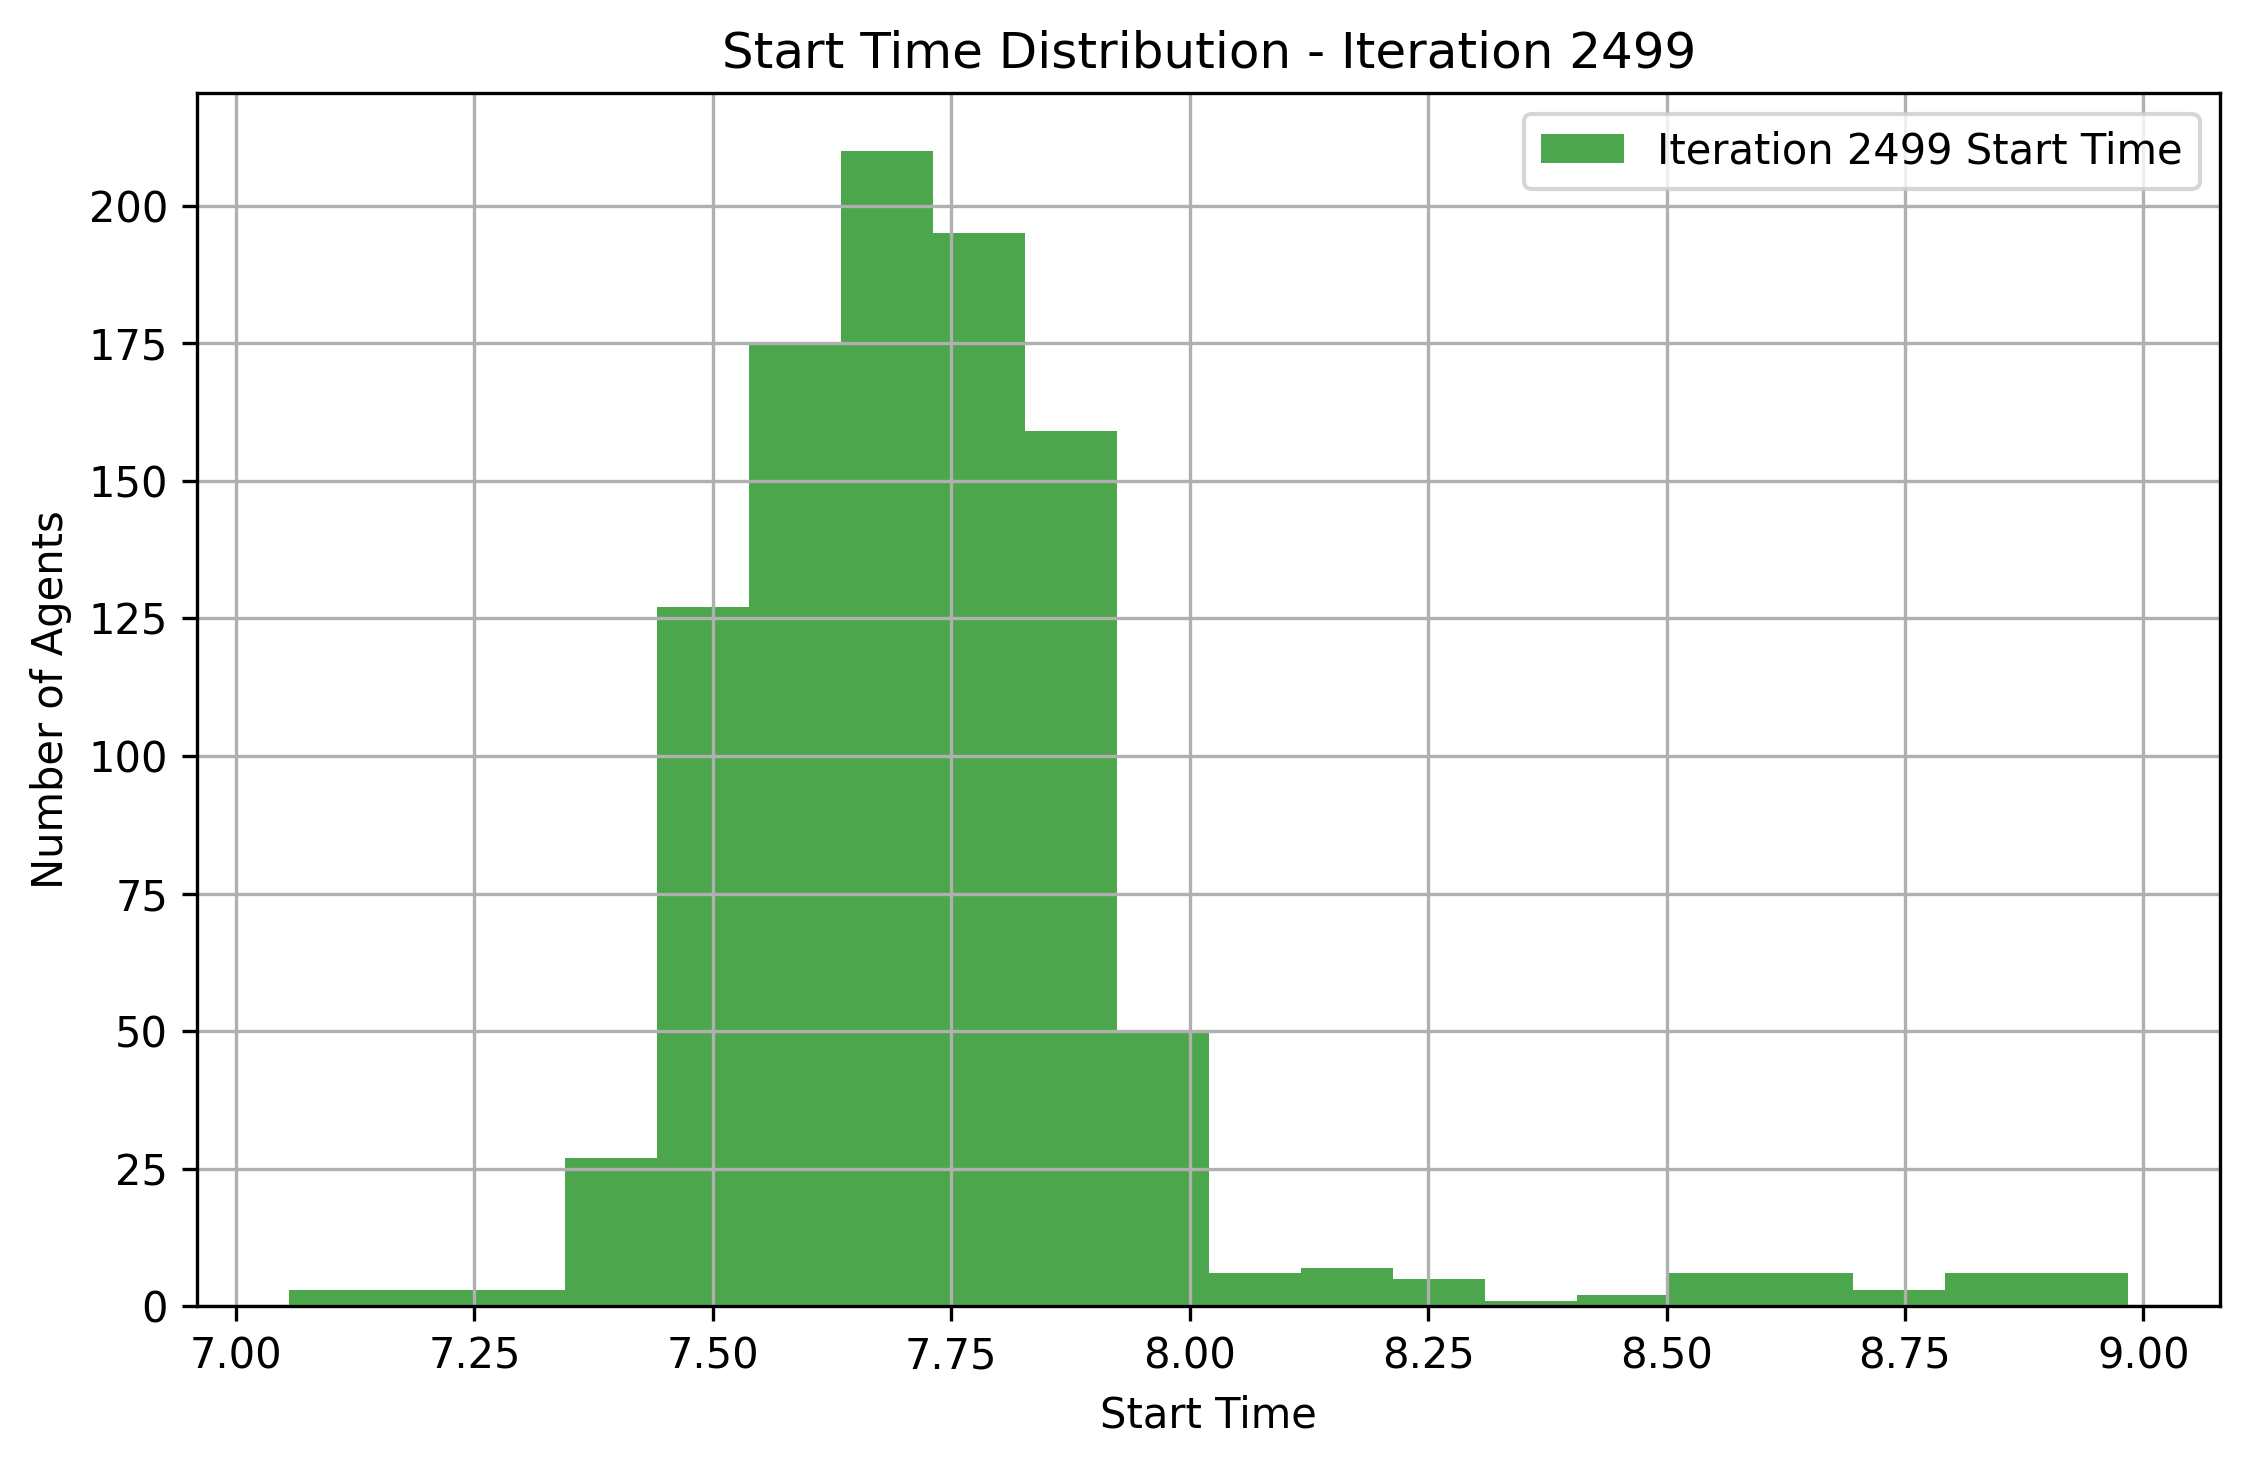 Start Time Distribution - Iteration 2499
Iteration 2499 Start Time
Number of Agents
200
175
150
125
100
75
50
25
0
7.00 7.25 7.50 7.75 8.00 8.25 8.50 8.75 9.00
Start Time